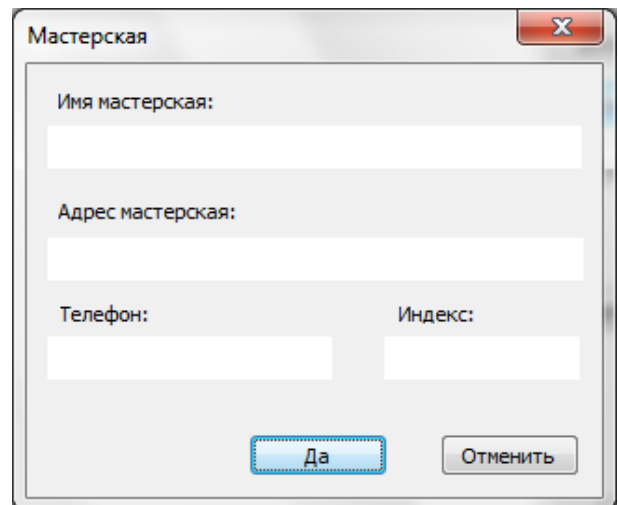 Мастерская
Имя мастерская:
Адрес мастерская:
Телефон: Индекс:
Да Отменить